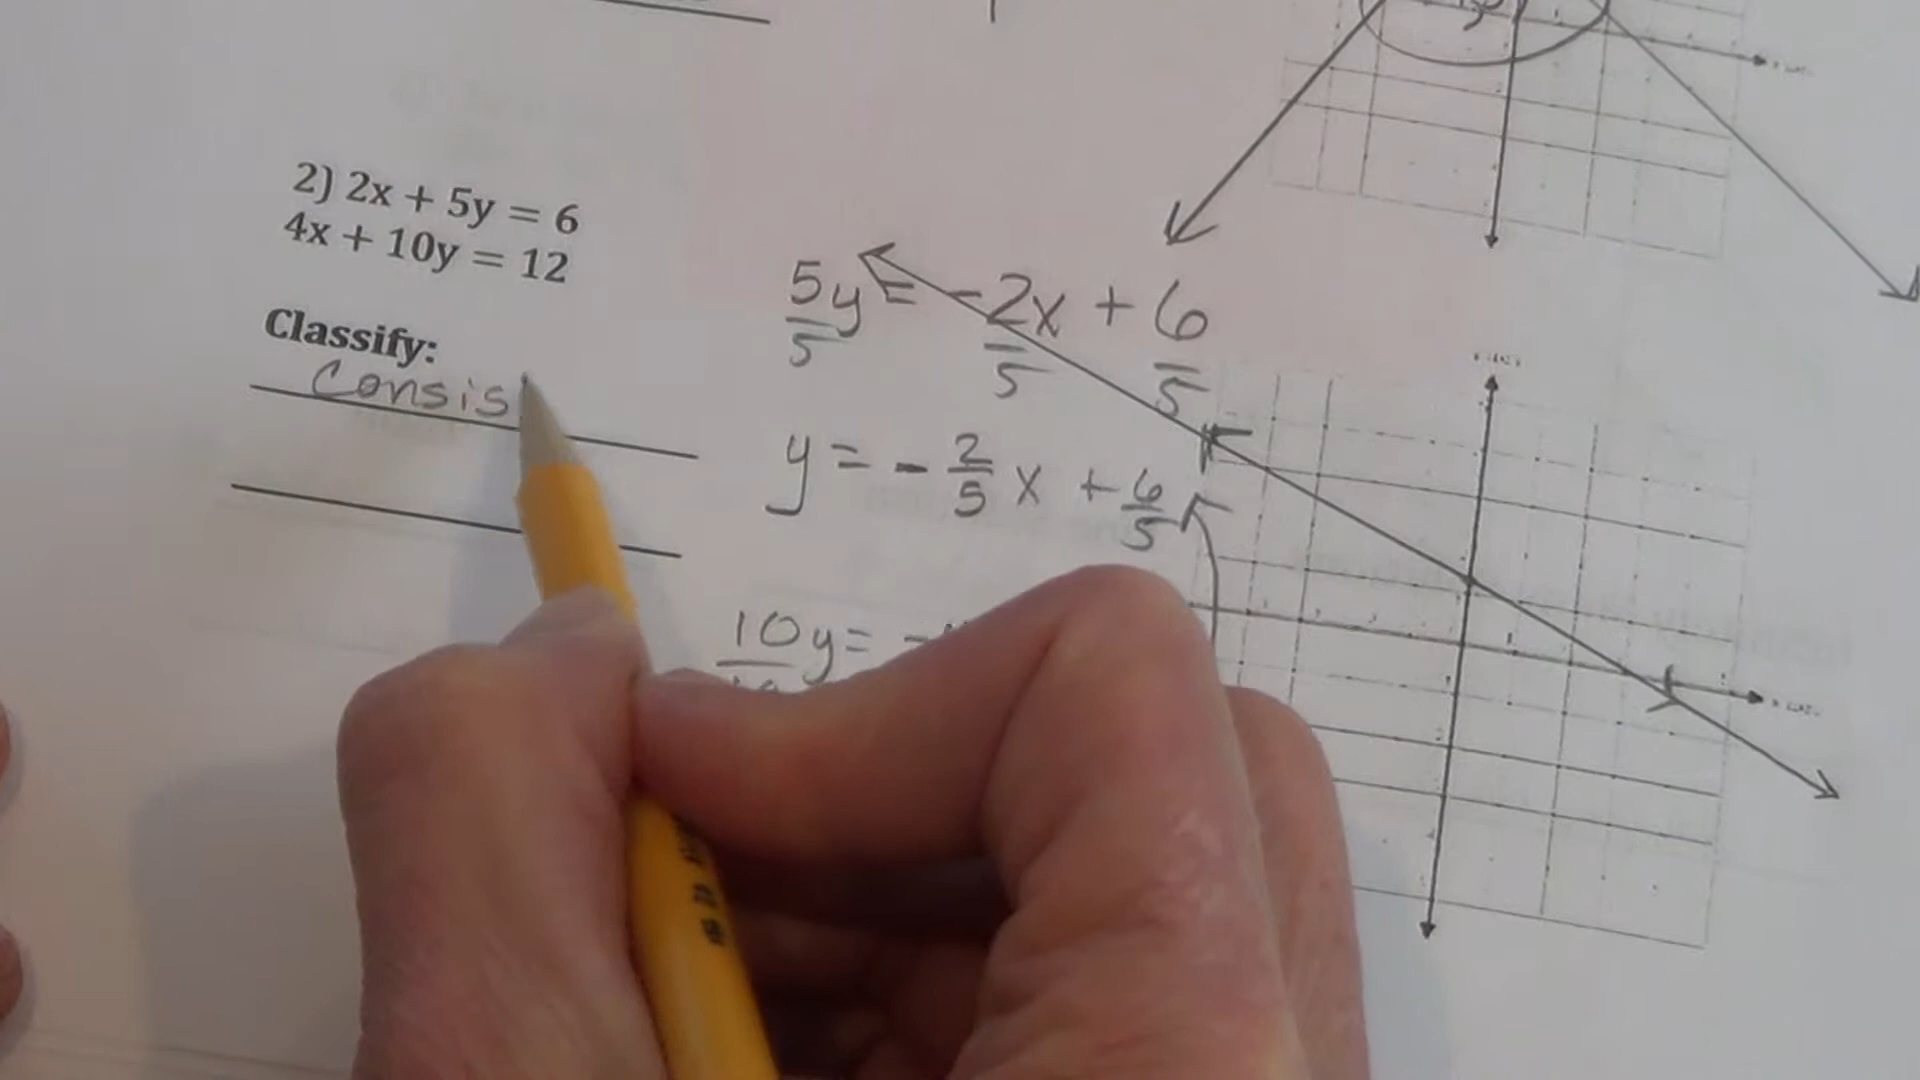 2) 2x + 5y = 6
4x + 10y = 12
Classify:
Consis
5y = -2x + 6
5 5 5
y = - 2/5 x + 6/5
10y = -